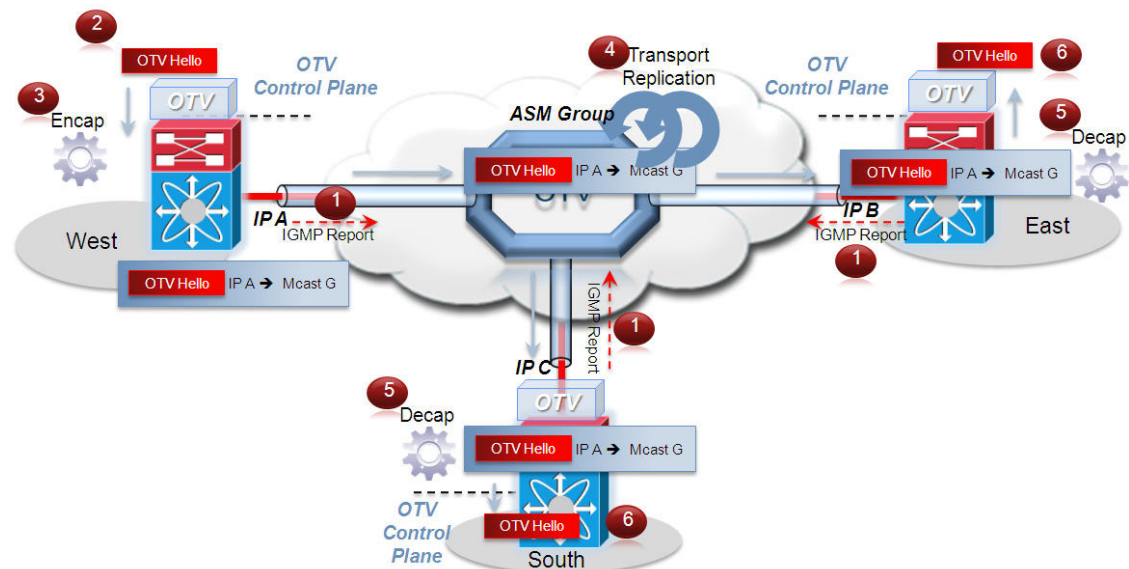 2
OTV Hello
OTV
Control Plane
OTV
3
Encap
West
IP A
1
IGMP Report
OTV Hello IP A ➔ Mcast G
4
Transport
Replication
ASM Group
OTV Hello IP A ➔ Mcast G
OTV
OTV
Control Plane
OTV Hello
6
OTV
5
Decap
OTV Hello IP A ➔ Mcast G
IP B
IGMP Report
1
East
IGMP Report
1
IP C
OTV
5
Decap
OTV Hello IP A ➔ Mcast G
OTV
Control
Plane
OTV Hello
6
South